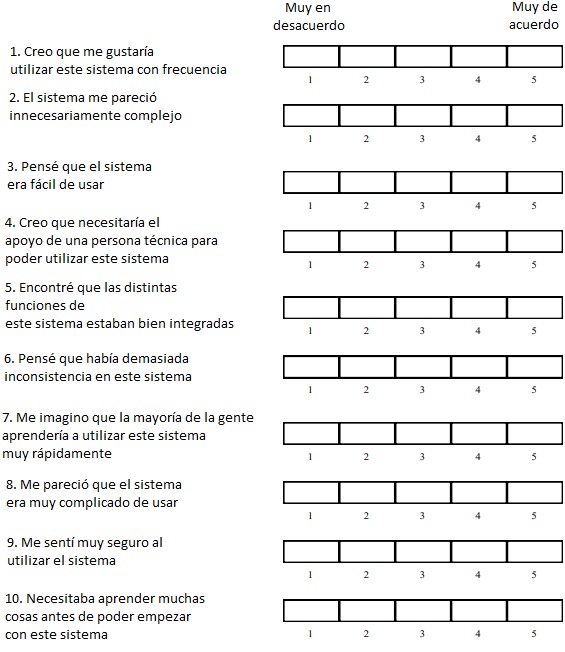 Muy en
desacuerdo
Muy de
acuerdo
1. Creo que me gustaría
utilizar este sistema con frecuencia
1 2 3 4 5
2. El sistema me pareció
innecesariamente complejo
1 2 3 4 5
3. Pensé que el sistema
era fácil de usar
1 2 3 4 5
4. Creo que necesitaría el
apoyo de una persona técnica para
poder utilizar este sistema
1 2 3 4 5
5. Encontré que las distintas
funciones de
este sistema estaban bien integradas
1 2 3 4 5
6. Pensé que había demasiada
inconsistencia en este sistema
1 2 3 4 5
7. Me imagino que la mayoría de la gente
aprendería a utilizar este sistema
muy rápidamente
1 2 3 4 5
8. Me pareció que el sistema
era muy complicado de usar
1 2 3 4 5
9. Me sentí muy seguro al
utilizar el sistema
1 2 3 4 5
10. Necesitaba aprender muchas
cosas antes de poder empezar
con este sistema
1 2 3 4 5